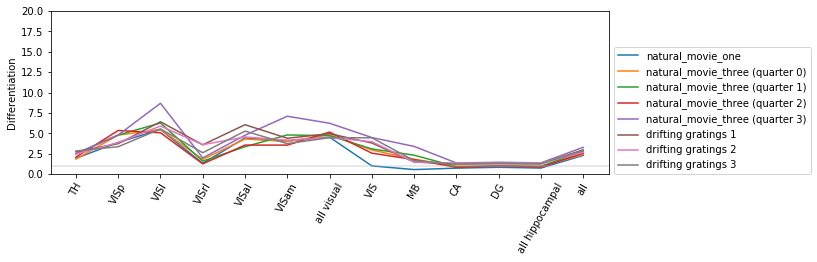 20.0
17.5
15.0
12.5
10.0
7.5
5.0
2.5
0.0
Differentiation
TH
VISp
VISl
VISrl
VISal
VISam
all visual
VIS
MB
CA
DG
all hippocampal
all
natural_movie_one
natural_movie_three (quarter 0)
natural_movie_three (quarter 1)
natural_movie_three (quarter 2)
natural_movie_three (quarter 3)
drifting gratings 1
drifting gratings 2
drifting gratings 3